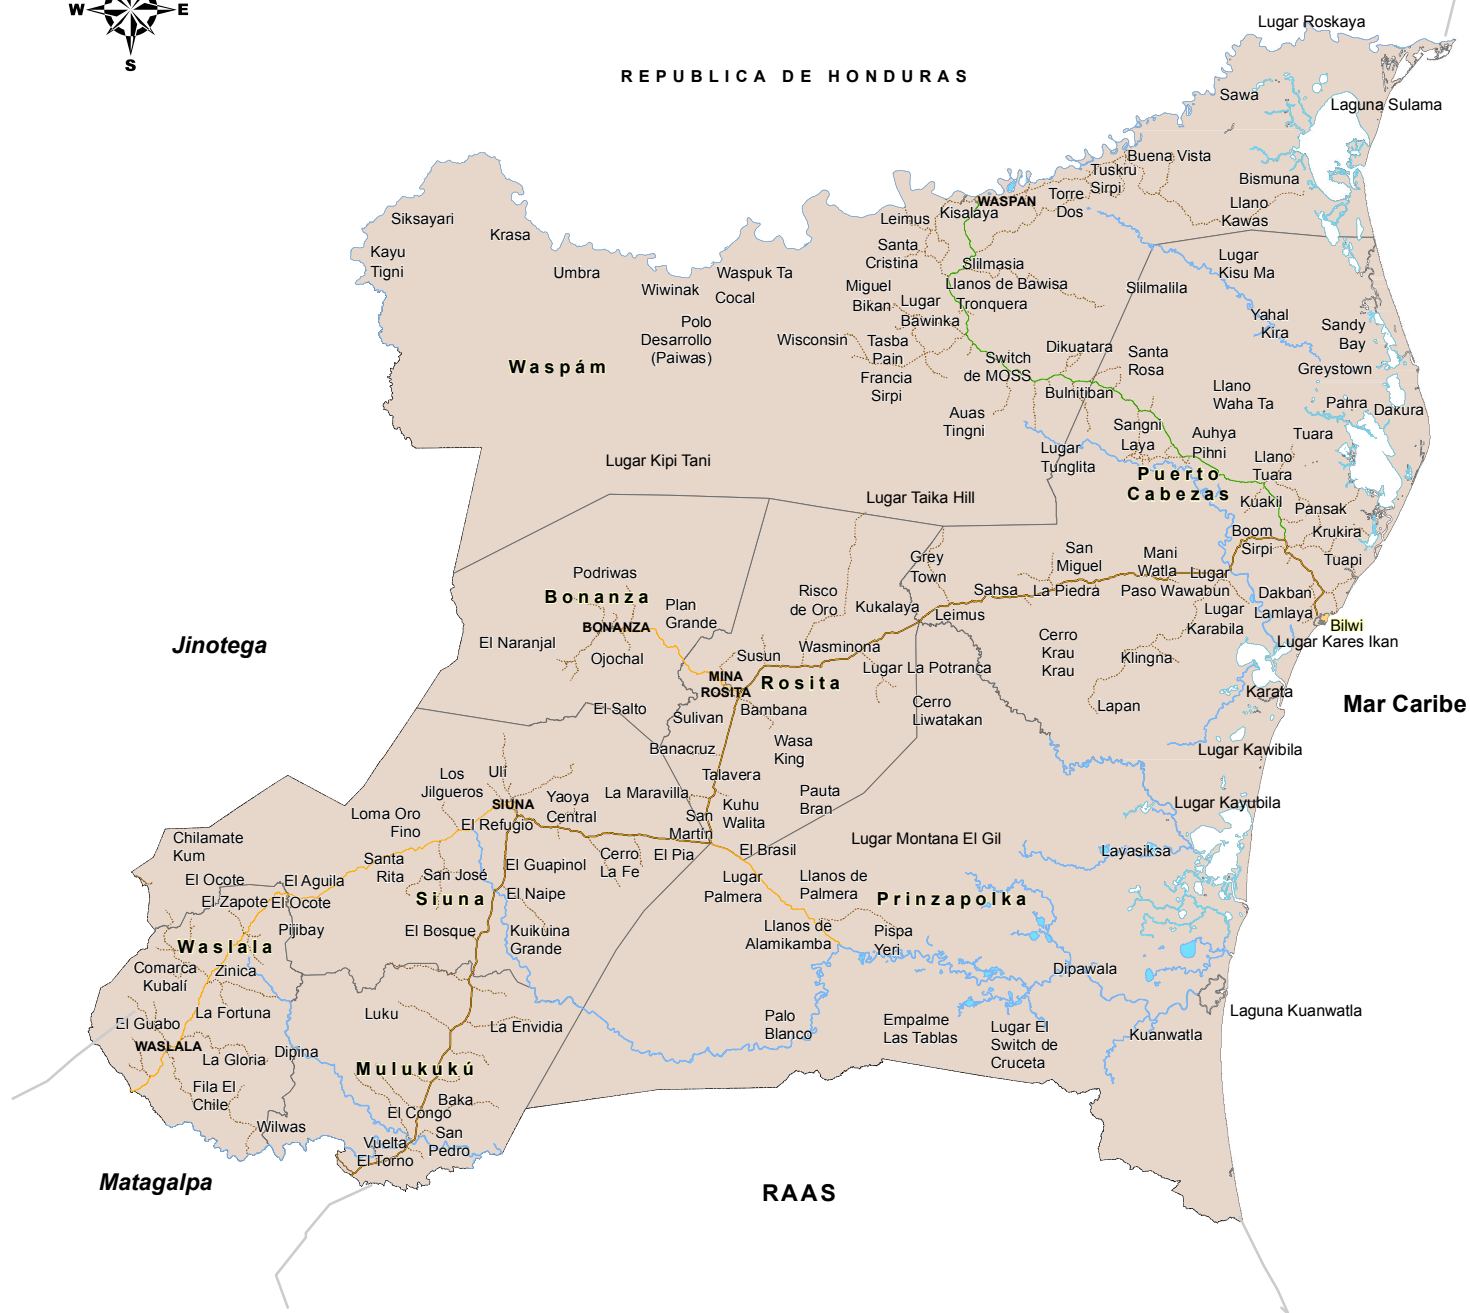 W
E
S
Lugar Roskaya
REPUBLICA DE HONDURAS
Sawa
Laguna Sulama
Buena Vista
Tuskru
Sirpi
Bismuna
WASPAN
Torre
Dos
Llano
Kawas
Kisalaya
Leimus
Siksayari
Krasa
Kayu
Tigni
Santa
Cristina
Slilmasia
Lugar
Kisu Ma
Umbra
Waspuk Ta
Wiwinak
Cocal
Miguel
Bikan
Llanos de Bawisa
Tronquera
Slilmalila
Lugar
Bawinka
Yahal
Kira
Sandy
Bay
Polo
Desarrollo
(Paiwas)
Wisconsin
Tasba
Pain
Francia
Sirpi
Switch
de MOSS
Dikuatara
Santa
Rosa
Greystown
Waspám
Bulnitiban
Llano
Waha Ta
Pahra
Dakura
Auas
Tingni
Sangni
Laya
Auhya
Pihni
Tuara
Lugar
Tunglita
Llano
Tuara
Lugar Kipi Tani
Puerto
Cabezas
Lugar Taika Hill
Kuakil
Pansak
Boom
Sirpi
Krukira
Tuapi
Grey
Town
San
Miguel
Mani
Watla
Lugar
Paso Wawabun
Podriwas
Bonanza
Plan
Grande
Risco
de Oro
Kukalaya
Sahsa
La Piedra
Leimus
Dakban
Lamlaya
Lugar
Karabila
Bilwi
BONANZA
Lugar Kares Ikan
Jinotega
El Naranjal
Ojochal
Susun
Wasminona
Cerro
Krau
Krau
Klingna
MINA
ROSITA
Rosita
Lugar La Potranca
Karata
Mar Caribe
El Salto
Sulivan
Bambana
Cerro
Liwatakan
Lapan
Banacruz
Wasa
King
Lugar Kawibila
Los
Jilgueros
Ulí
Talavera
SIUNA
Yaoya
Central
La Maravilla
Kuhu
Walita
Pauta
Bran
Lugar Kayubila
Loma Oro
Fino
El Refugio
San
Martin
Chilamate
Kum
Lugar Montana El Gil
Santa
Rita
El Guapinol
Cerro
La Fe
El Pia
El Brasil
Layasiksa
El Ocote
El Aguila
San José
Lugar
Palmera
Llanos de
Palmera
El Zapote
El Ocote
Siuna
El Naipe
Prinzapolka
Pijibay
El Bosque
Kuikuina
Grande
Llanos de
Alamikamba
Pispa
Yeri
Waslala
Comarca
Kubalí
Zinica
Dipawala
La Fortuna
Luku
La Envidia
Palo
Blanco
Empalme
Las Tablas
Lugar El
Switch de
Cruceta
Laguna Kuanwatla
El Guabo
Kuanwatla
WASLALA
La Gloria
Dipina
Mulukukú
Fila El
Chile
Baka
El Congo
Wilwas
Vuelta
El Torno
San
Pedro
Matagalpa
RAAS